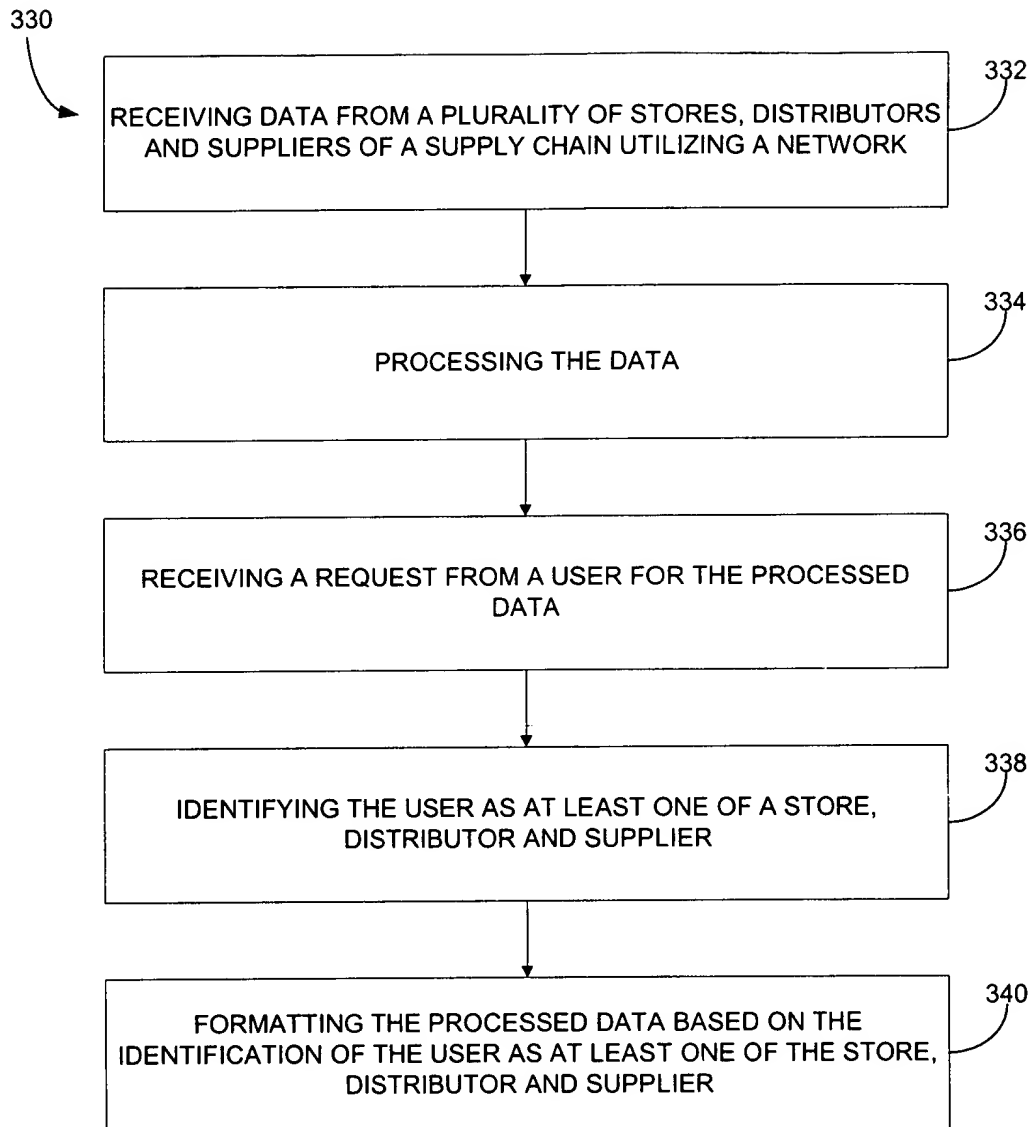 330
332
RECEIVING DATA FROM A PLURALITY OF STORES, DISTRIBUTORS
AND SUPPLIERS OF A SUPPLY CHAIN UTILIZING A NETWORK
334
PROCESSING THE DATA
336
RECEIVING A REQUEST FROM A USER FOR THE PROCESSED
DATA
338
IDENTIFYING THE USER AS AT LEAST ONE OF A STORE,
DISTRIBUTOR AND SUPPLIER
340
FORMATTING THE PROCESSED DATA BASED ON THE
IDENTIFICATION OF THE USER AS AT LEAST ONE OF THE STORE,
DISTRIBUTOR AND SUPPLIER